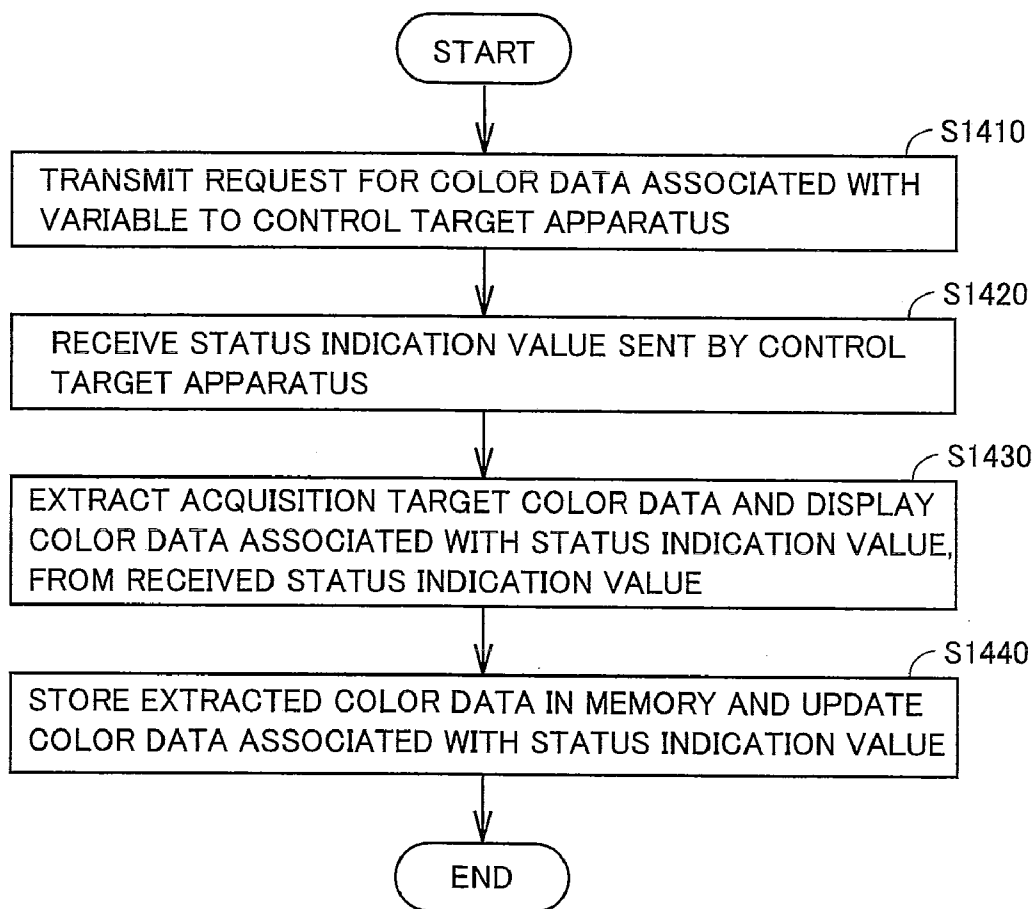 START
S1410
TRANSMIT REQUEST FOR COLOR DATA ASSOCIATED WITH
VARIABLE TO CONTROL TARGET APPARATUS
S1420
RECEIVE STATUS INDICATION VALUE SENT BY CONTROL
TARGET APPARATUS
S1430
EXTRACT ACQUISITION TARGET COLOR DATA AND DISPLAY
COLOR DATA ASSOCIATED WITH STATUS INDICATION VALUE,
FROM RECEIVED STATUS INDICATION VALUE
S1440
STORE EXTRACTED COLOR DATA IN MEMORY AND UPDATE
COLOR DATA ASSOCIATED WITH STATUS INDICATION VALUE
END